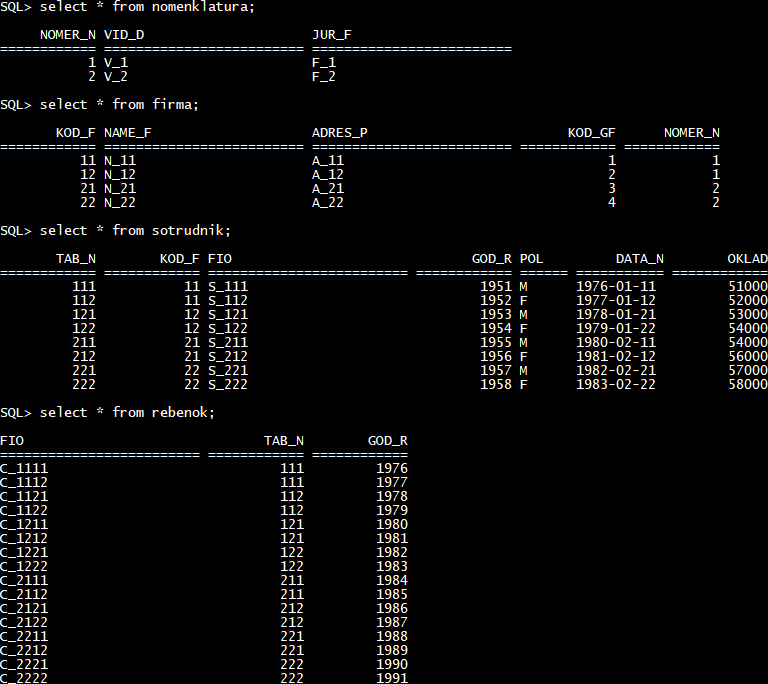 SQL> select * from nomenklatura;
     NOMER_N VID_D                     JUR_F
============ ========================= =========================
           1 V_1                       F_1
           2 V_2                       F_2
SQL> select * from firma;
       KOD_F NAME_F                    ADRES_P                          KOD_GF      NOMER_N
============ ========================= ========================= ============ ============
          11 N_11                      A_11                                 1            1
          12 N_12                      A_12                                 2            1
          21 N_21                      A_21                                 3            2
          22 N_22                      A_22                                 4            2
SQL> select * from sotrudnik;
       TAB_N        KOD_F FIO                              GOD_R POL         DATA_N        OKLAD
============ ============ ========================= ============ ====== =========== ============
         111           11 S_111                             1951 M      1976-01-11         51000
         112           11 S_112                             1952 F      1977-01-12         52000
         121           12 S_121                             1953 M      1978-01-21         53000
         122           12 S_122                             1954 F      1979-01-22         54000
         211           21 S_211                             1955 M      1980-02-11         54000
         212           21 S_212                             1956 F      1981-02-12         56000
         221           22 S_221                             1957 M      1982-02-21         57000
         222           22 S_222                             1958 F      1983-02-22         58000
SQL> select * from rebenok;
FIO                              TAB_N        GOD_R
========================= ============ ============
C_1111                             111         1976
C_1112                             111         1977
C_1121                             112         1978
C_1122                             112         1979
C_1211                             121         1980
C_1212                             121         1981
C_1221                             122         1982
C_1222                             122         1983
C_2111                             211         1984
C_2112                             211         1985
C_2121                             212         1986
C_2122                             212         1987
C_2211                             221         1988
C_2212                             221         1989
C_2221                             222         1990
C_2222                             222         1991